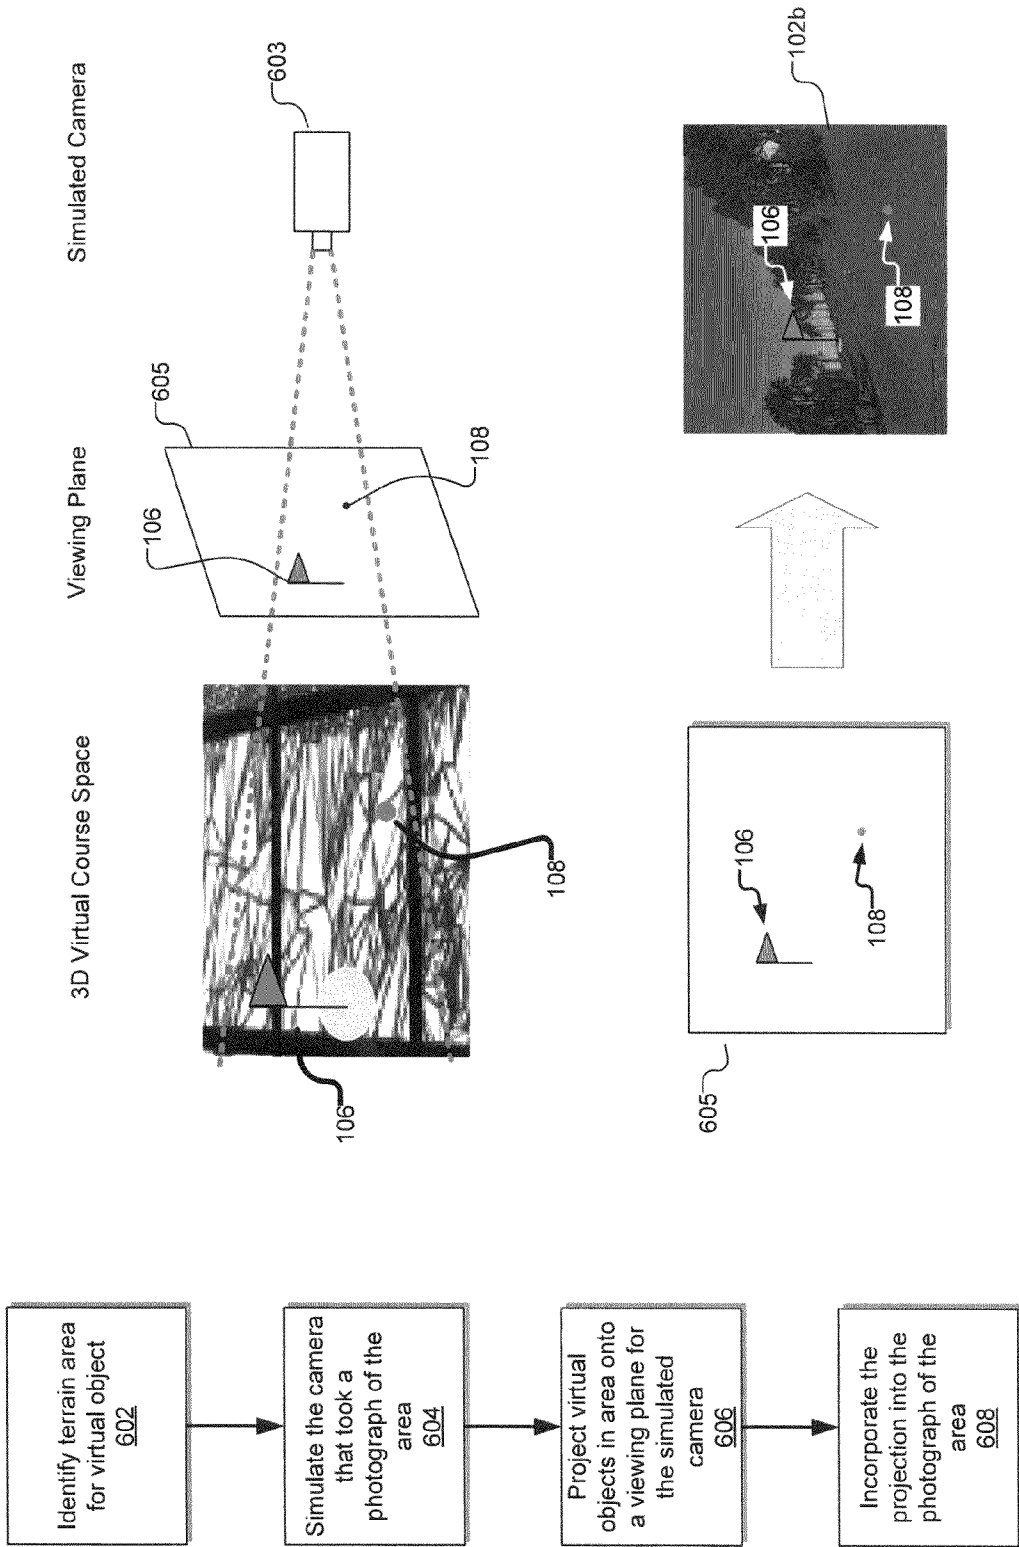 Identify terrain area
for virtual object
602
Simulate the camera
that took a
photograph of the
area
604
Project virtual
objects in area onto
a viewing plane for
the simulated
camera
606
Incorporate the
projection into the
photograph of the
area
608
3D Virtual Course Space
Viewing Plane
Simulated Camera
106
108
106
605
108
603
605
106
108
106
108
102b